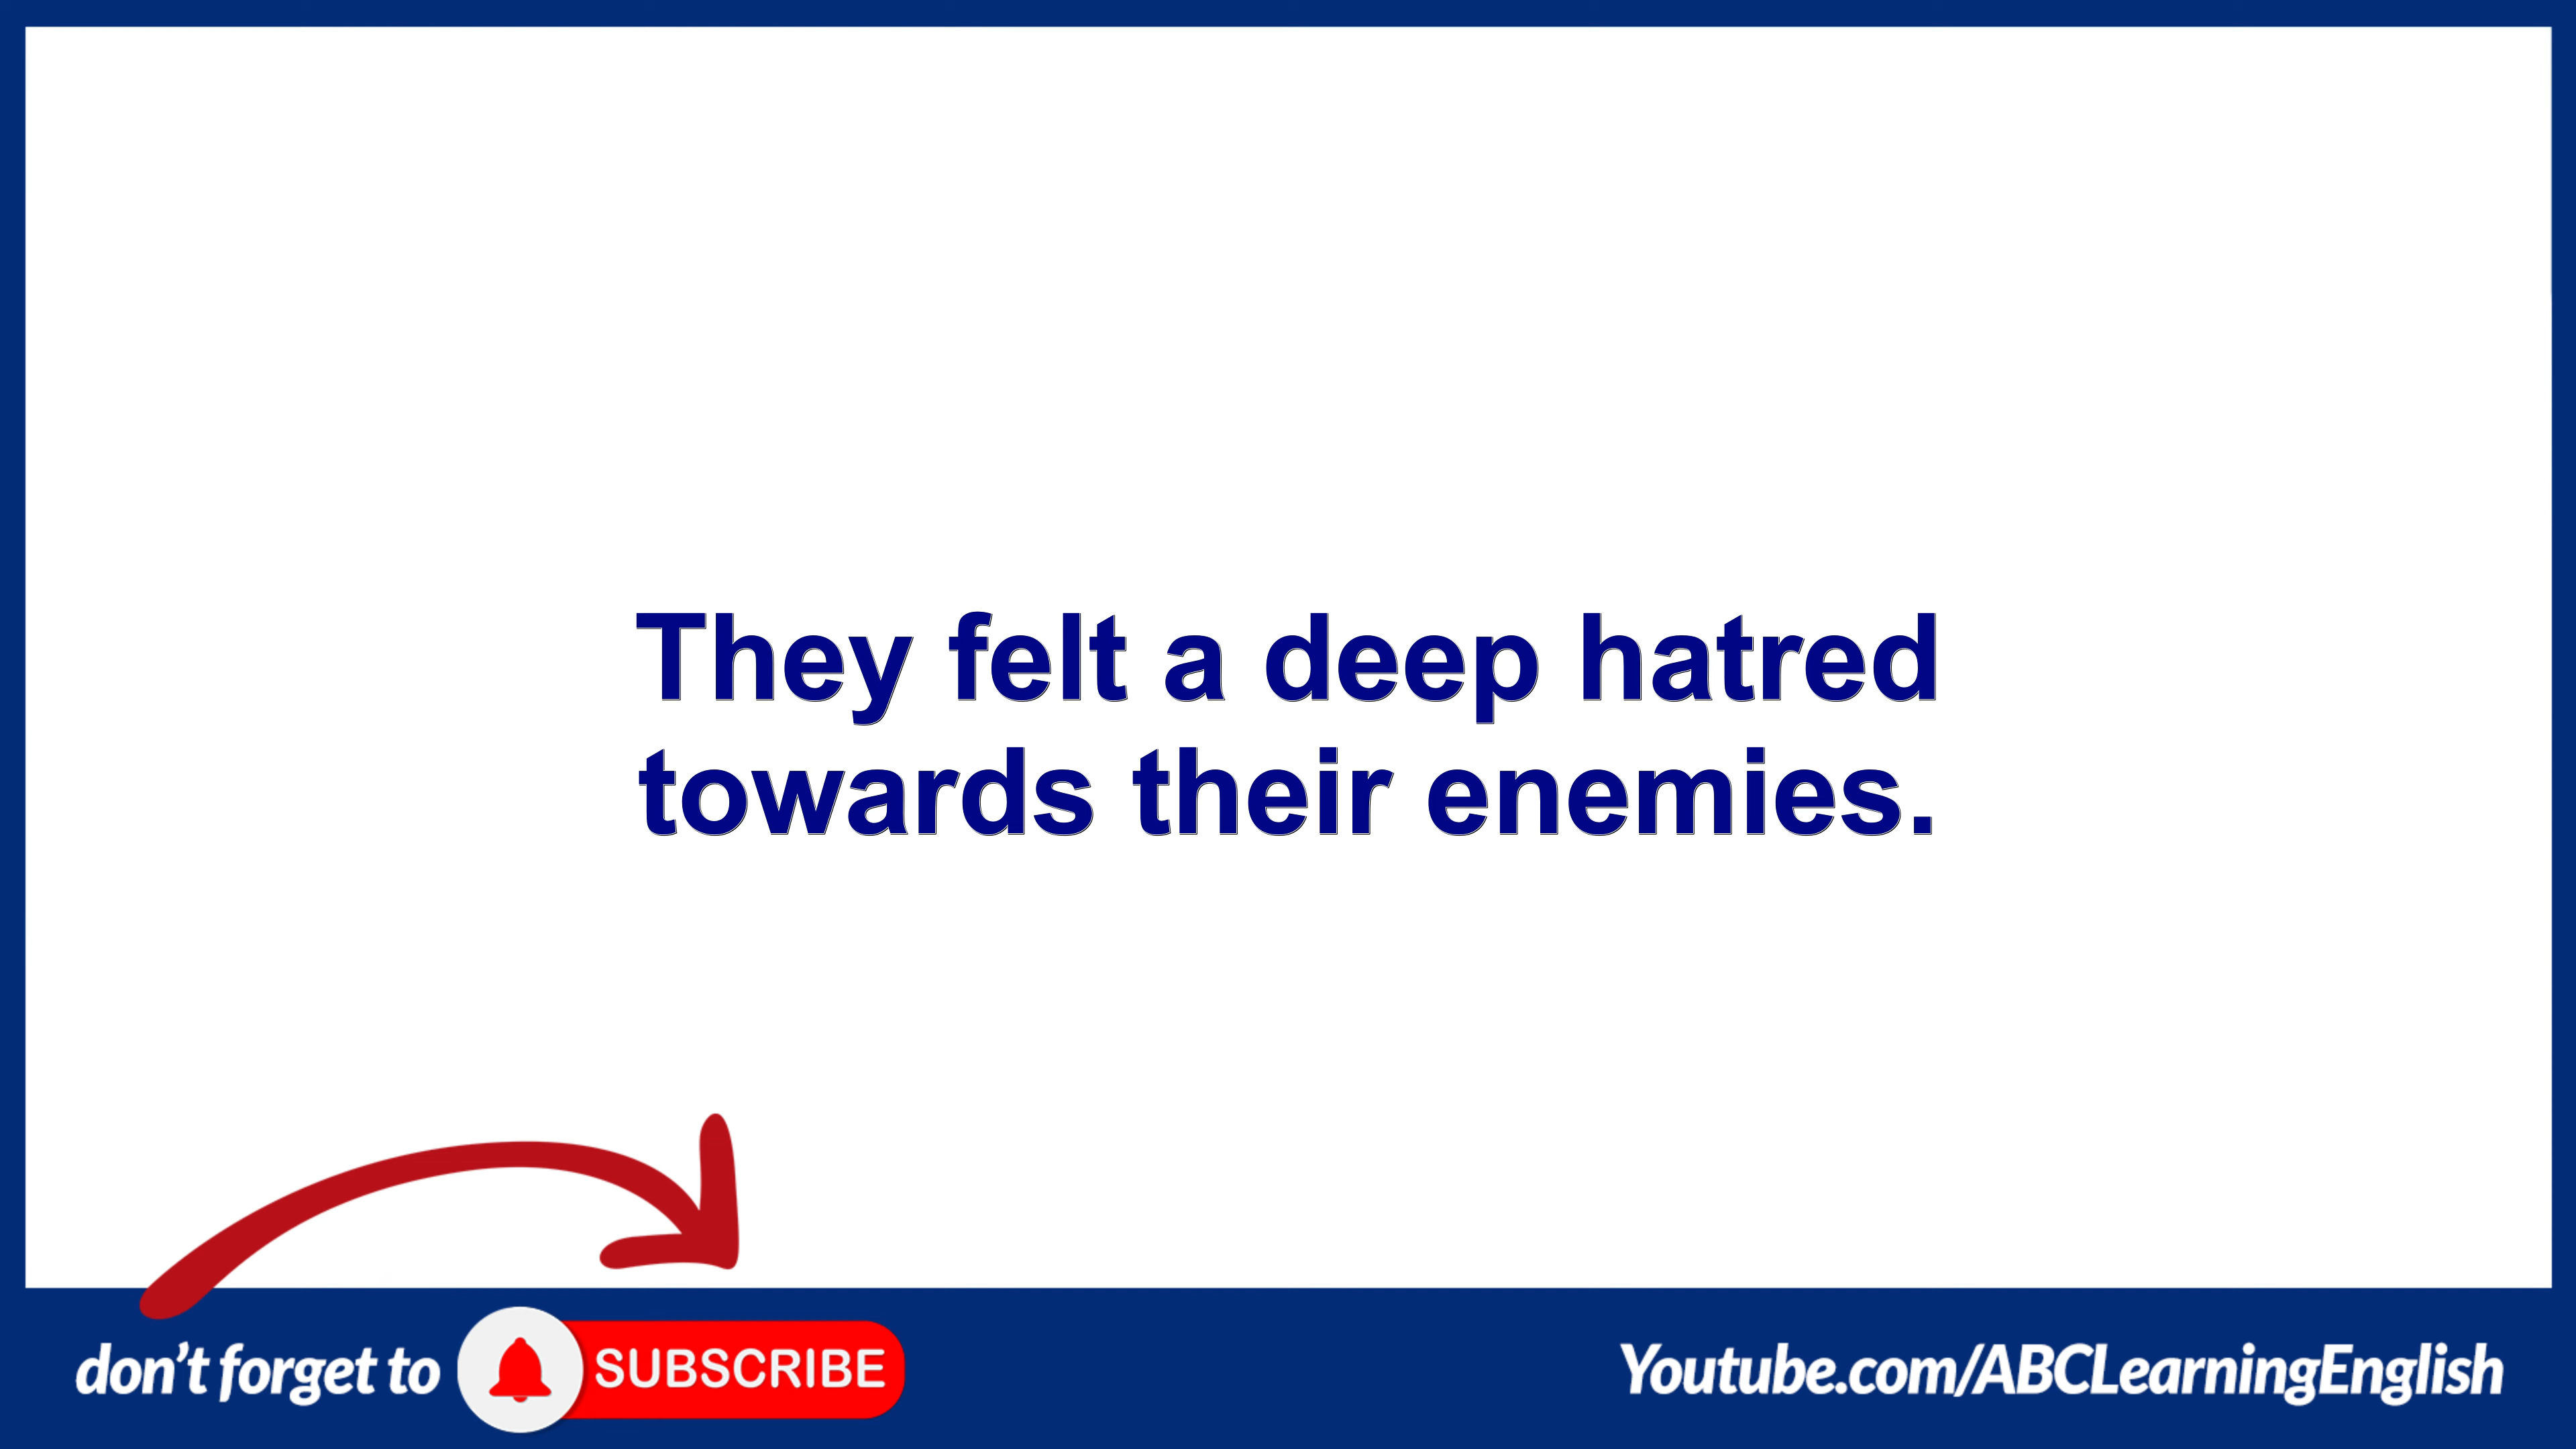 They felt a deep hatred
towards their enemies.
don't forget to SUBSCRIBE
Youtube.com/ABCLearningEnglish